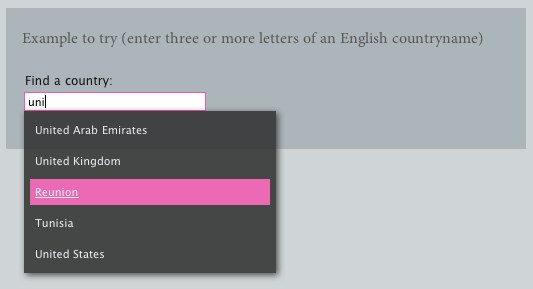 Example to try (enter three or more letters of an English countryname)
Find a country:
uni
United Arab Emirates
United Kingdom
Reunion
Tunisia
United States